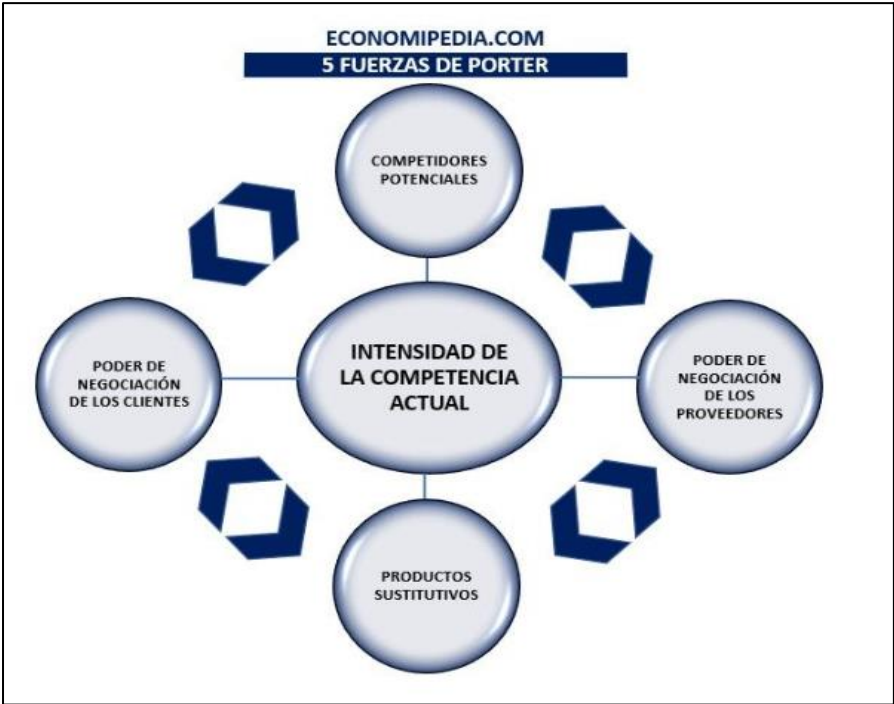 ECONOMIPEDIA.COM
5 FUERZAS DE PORTER
COMPETIDORES
POTENCIALES
PODER DE
NEGOCIACIÓN
DE LOS CLIENTES
INTENSIDAD DE
LA COMPETENCIA
ACTUAL
PODER DE
NEGOCIACIÓN
DE LOS
PROVEEDORES
PRODUCTOS
SUSTITUTIVOS